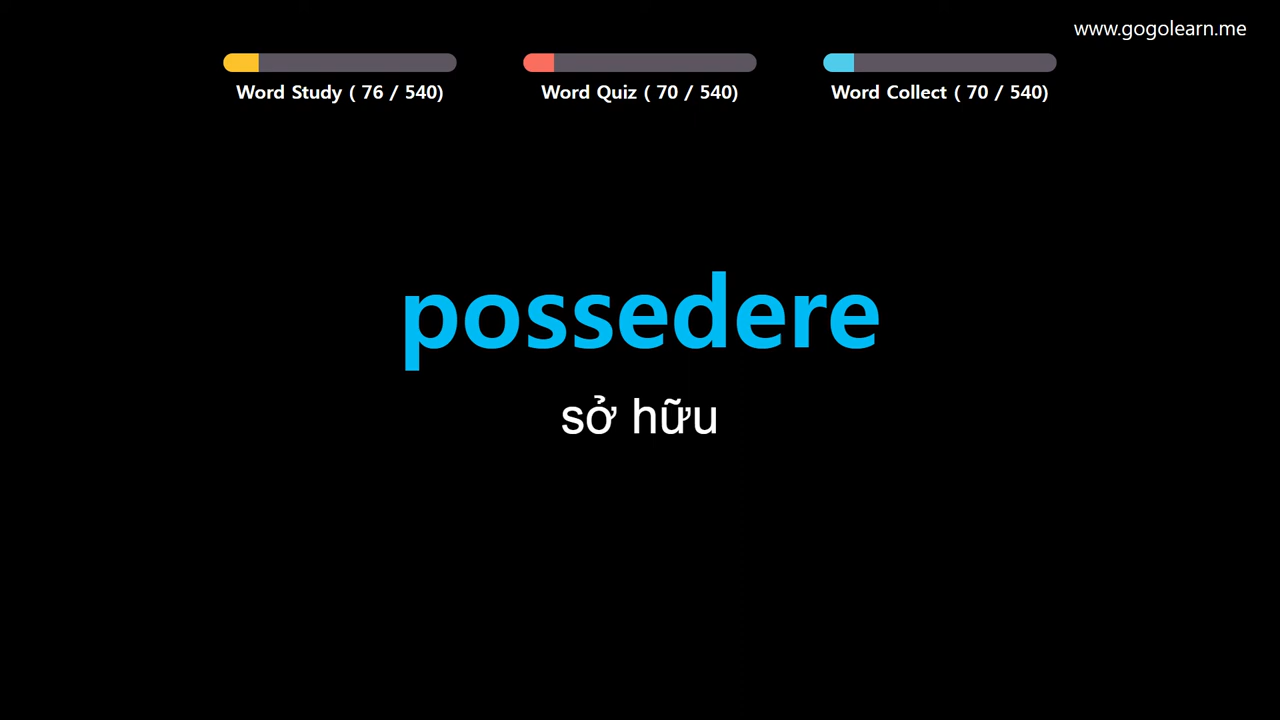 www.gogolearn.me
Word Study ( 76 / 540)
Word Quiz ( 70 / 540)
Word Collect ( 70 / 540)
possedere
sở hữu